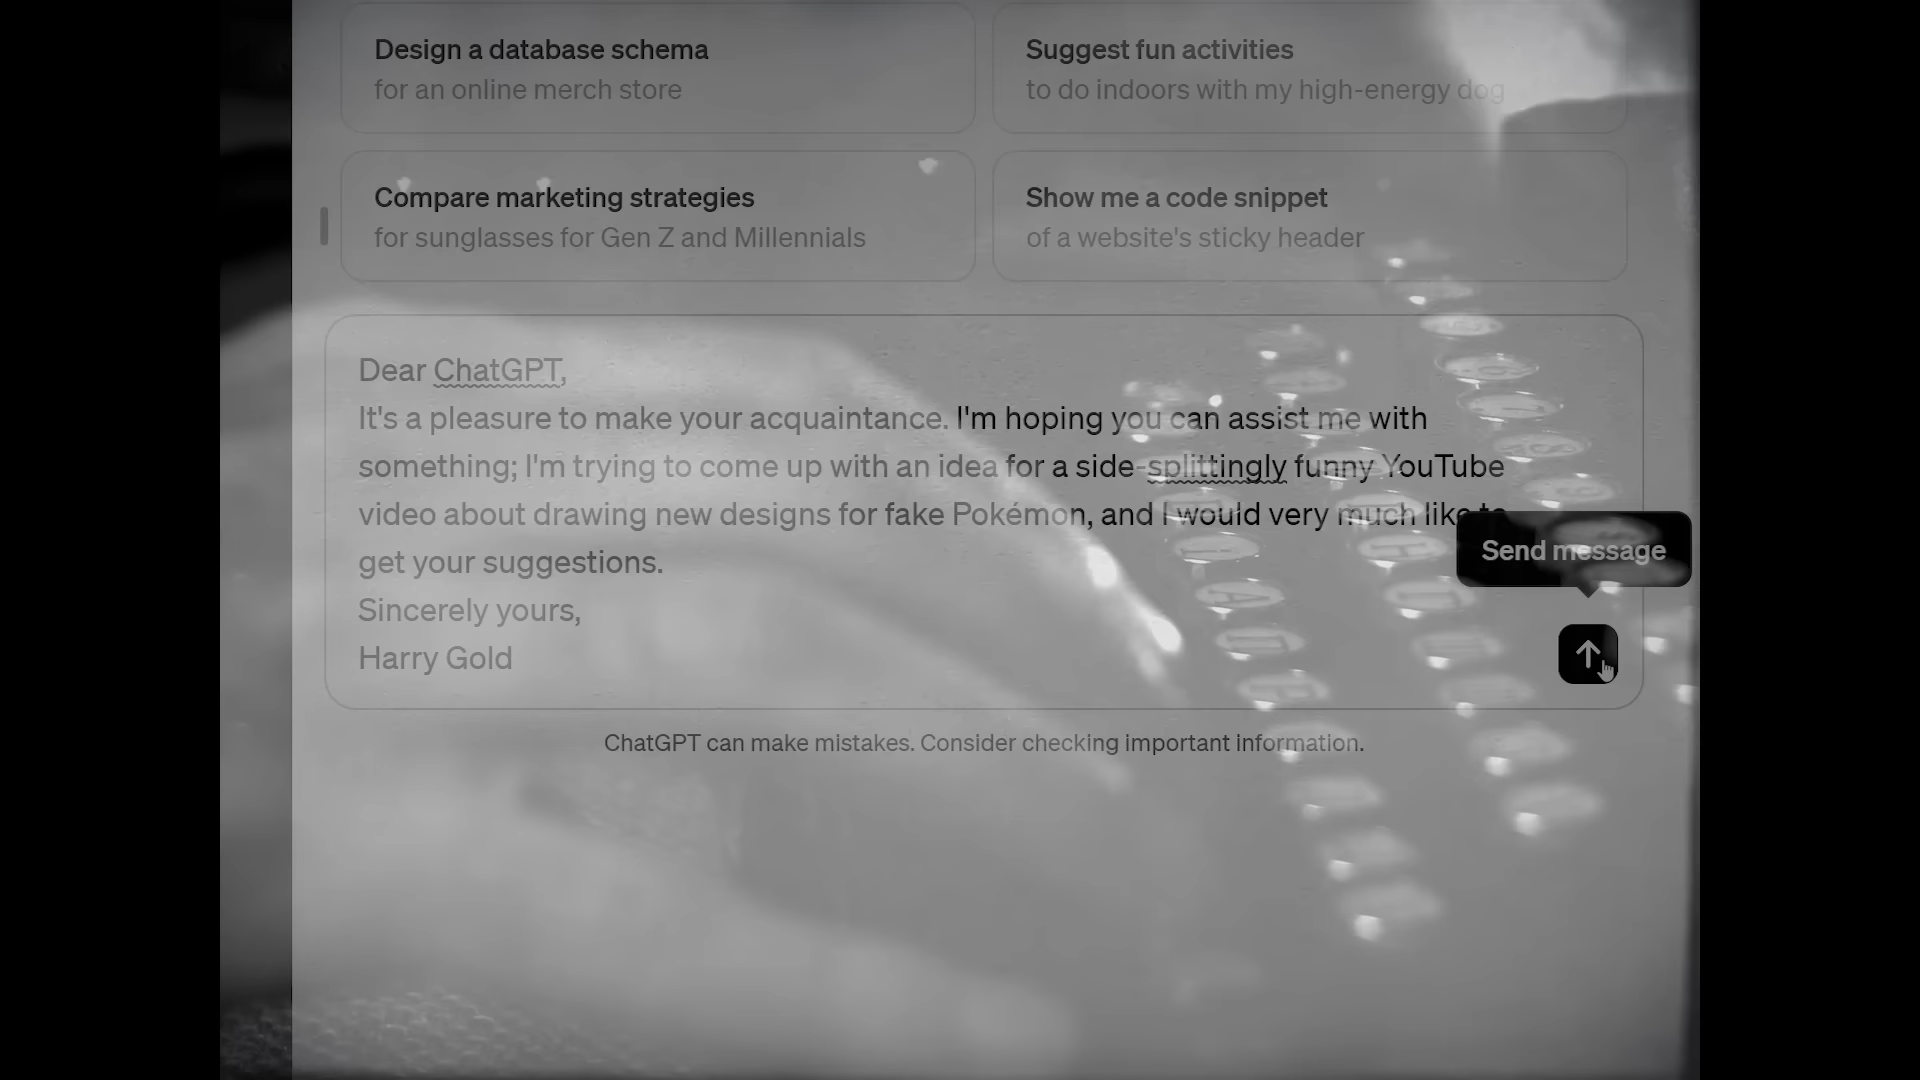 Design a database schema
for an online merch store
Suggest fun activities
to do indoors with my high-energy dog
Compare marketing strategies
for sunglasses for Gen Z and Millennials
Show me a code snippet
of a website's sticky header
Dear ChatGPT,
It's a pleasure to make your acquaintance. I'm hoping you can assist me with
something; I'm trying to come up with an idea for a side-splittingly funny YouTube
video about drawing new designs for fake Pokémon, and I would very much like to
get your suggestions.
Sincerely yours,
Harry Gold
Send message
ChatGPT can make mistakes. Consider checking important information.